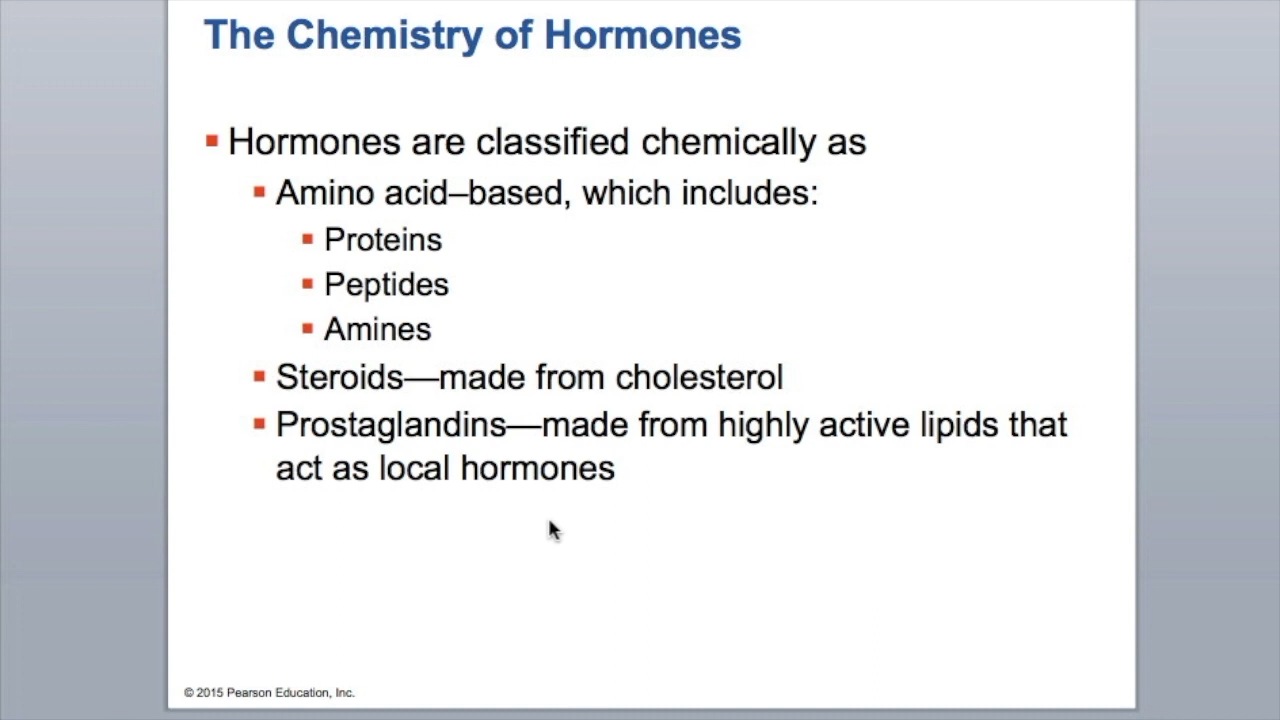 The Chemistry of Hormones
Hormones are classified chemically as
Amino acid–based, which includes:
Proteins
Peptides
Amines
Steroids—made from cholesterol
Prostaglandins—made from highly active lipids that
act as local hormones
© 2015 Pearson Education, Inc.